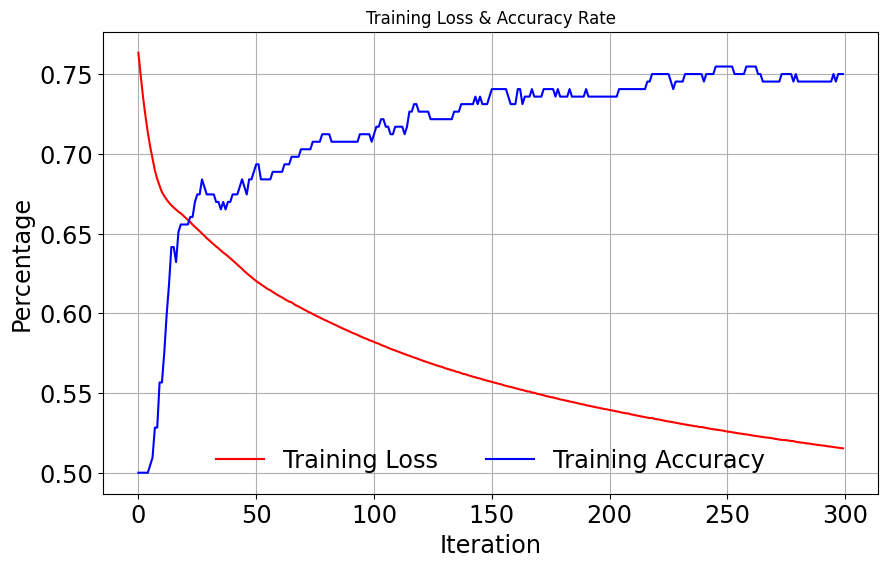 Training Loss & Accuracy Rate
Percentage
0.75
0.70
0.65
0.60
0.55
0.50
Training Loss
Training Accuracy
0
50
100
150
200
250
300
Iteration